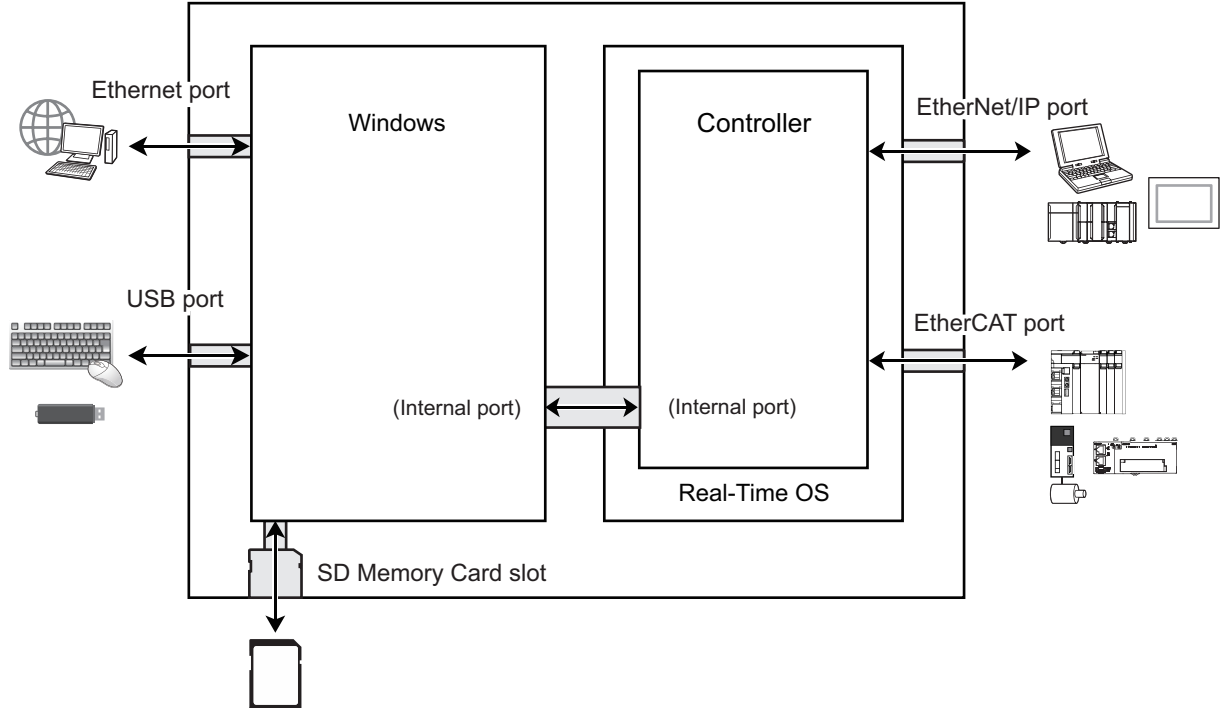 Ethernet port
Windows
Controller
EtherNet/IP port
USB port
EtherCAT port
(Internal port)
(Internal port)
Real-Time OS
SD Memory Card slot